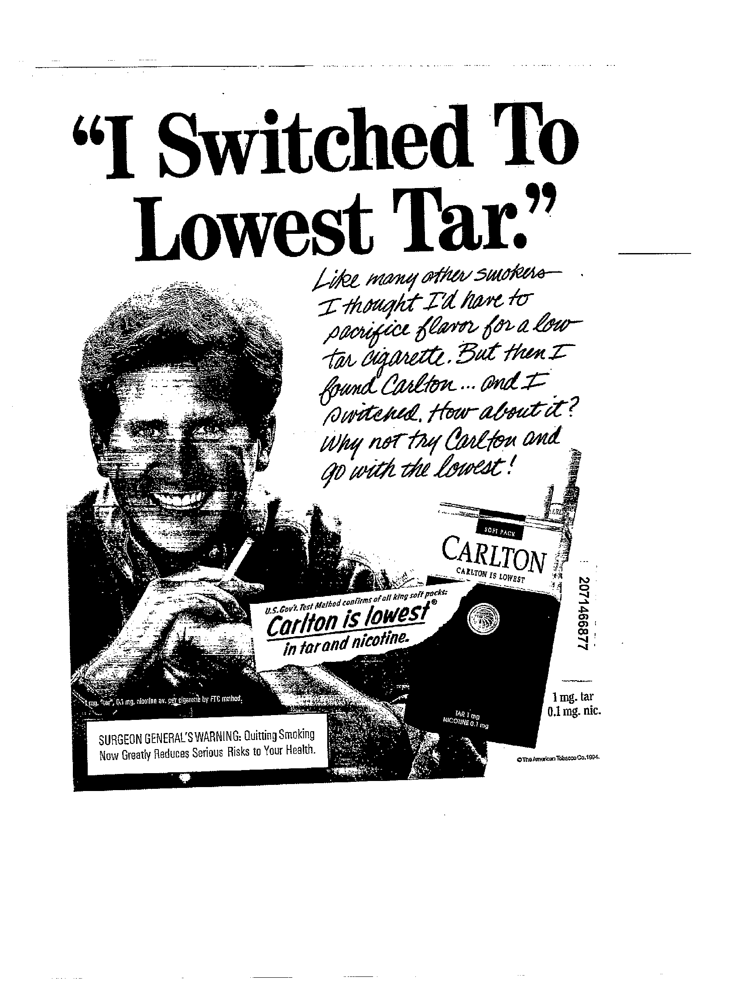 “I Switched To
Lowest Tar.”
Like many other smokers
I thought I'd have to
sacrifice flavor for a low
tar cigarette. But then I
found Carlton ... and I
switched. How about it?
Why not try Carlton and
go with the lowest!
SOFT PACK
CARLTON
CARLTON IS LOWEST
U.S. Gov't. Test Method confirms of all king soft packs:
Carlton is lowest®
in tar and nicotine.
TAR 1 mg
NICOTINE 0.1 mg
2071466877
1 mg. tar
0.1 mg. nic.
1 mg. "tar", 0.1 mg. nicotine av. per cigarette by FTC method.
SURGEON GENERAL'S WARNING: Quitting Smoking
Now Greatly Reduces Serious Risks to Your Health.
© The American Tobacco Co. 1994.